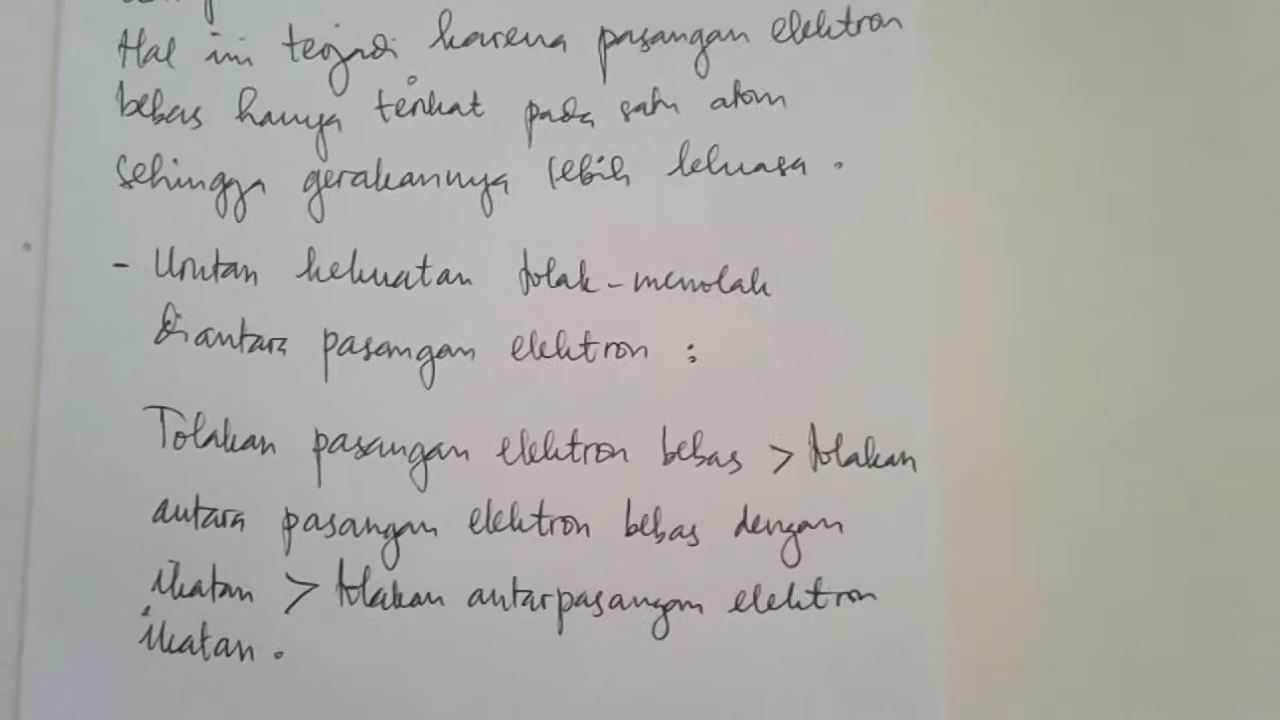 Hal ini terjadi karena pasangan elektron
bebas hanya terikat pada satu atom
sehingga gerakannya lebih leluasa.
- Urutan kekuatan tolak-menolak
diantara pasangan elektron :
Tolakan pasangan elektron bebas > tolakan
antara pasangan elektron bebas dengan
ikatan > tolakan antarpasangan elektron
ikatan.